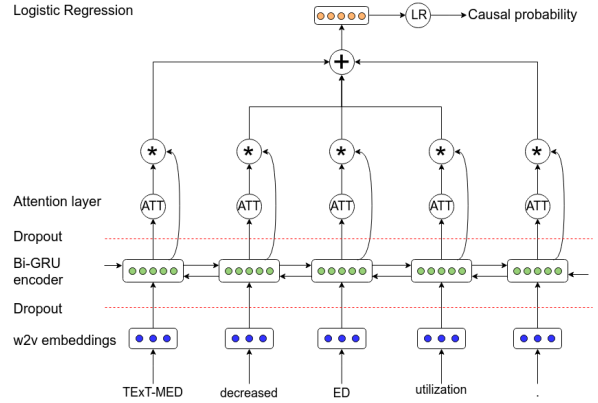 Logistic Regression
LR
Causal probability
+
* * * * *
Attention layer
ATT ATT ATT ATT ATT
Dropout
Bi-GRU
encoder
Dropout
w2v embeddings
TExT-MED decreased ED utilization .